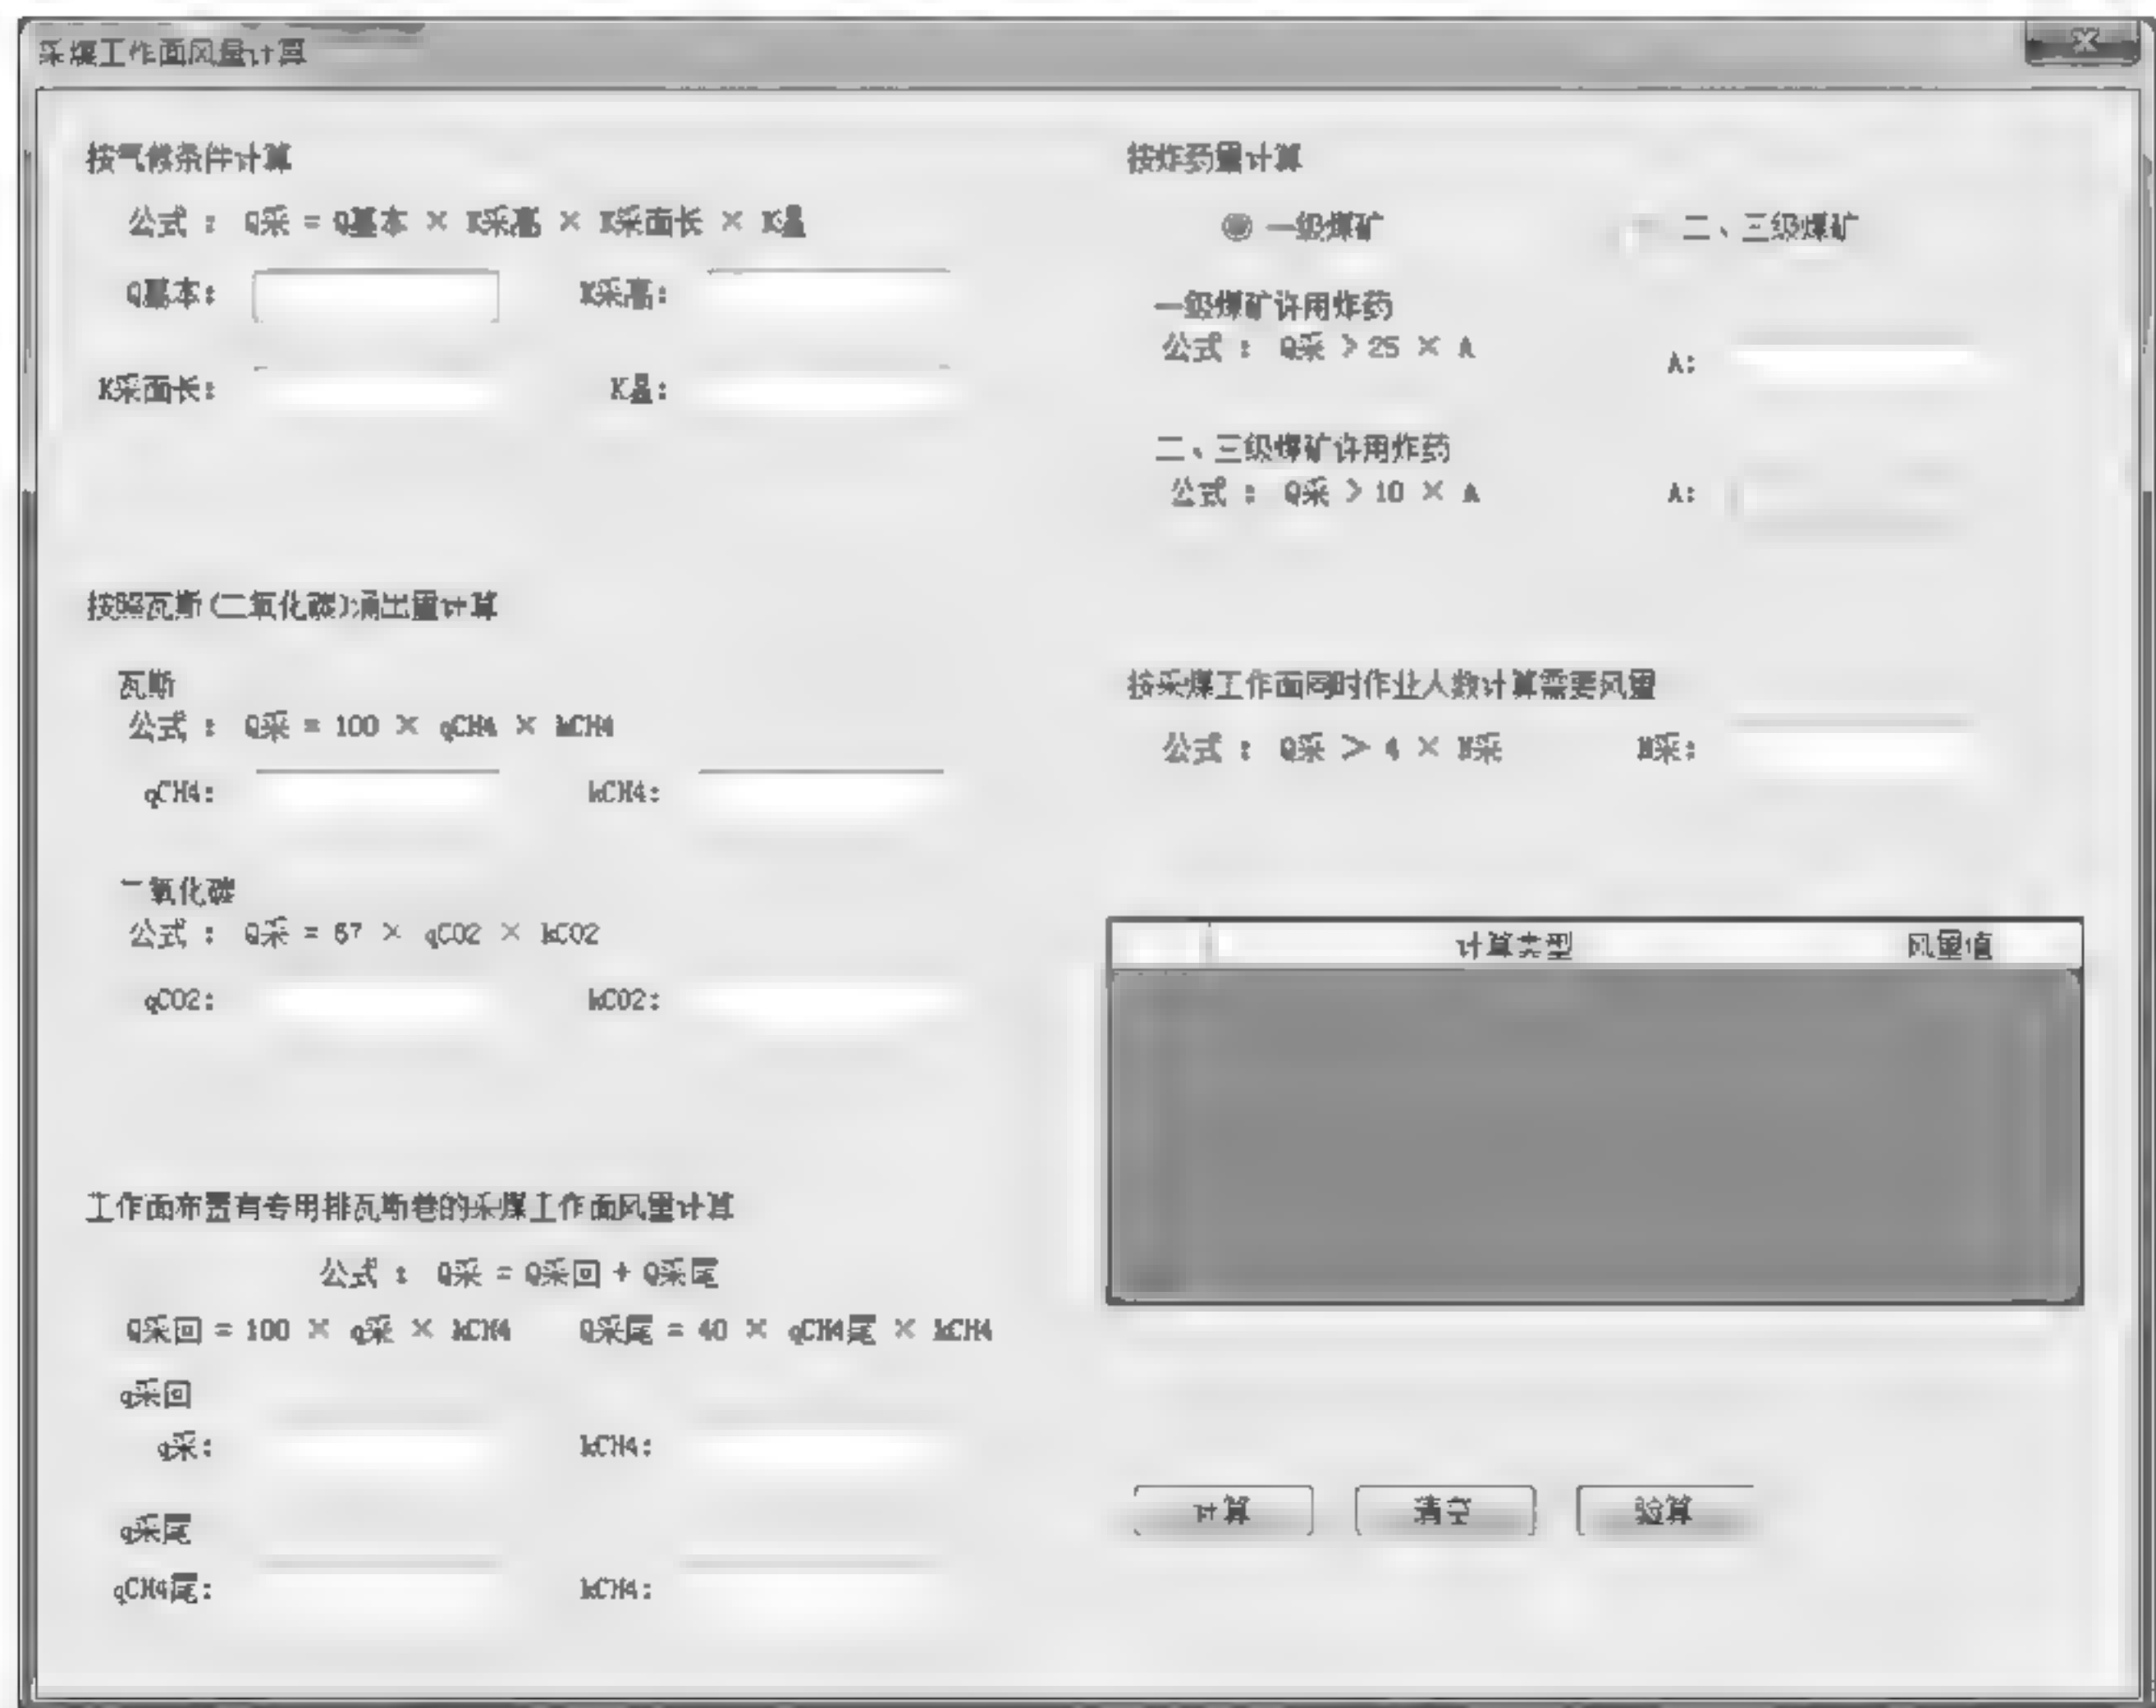 采煤工作面风量计算
按气候条件计算
公式 : Q采 = Q基本 × K采高 × K采面长 × K温
Q基本:
K采高:
K采面长:
K温:
按照瓦斯(二氧化碳)涌出量计算
瓦斯
公式 : Q采 = 100 × qCH4 × kCH4
qCH4:
kCH4:
二氧化碳
公式 : Q采 = 67 × qCO2 × kCO2
qCO2:
kCO2:
工作面布置有专用排瓦斯巷的采煤工作面风量计算
公式 : Q采 = Q采回 + Q采尾
Q采回 = 100 × q采 × kCH4
Q采尾 = 40 × qCH4尾 × kCH4
q采回
q采:
kCH4:
q采尾
qCH4尾:
kCH4:
按炸药量计算
一级煤矿
二、三级煤矿
一级煤矿许用炸药
公式 : Q采 > 25 × A
A:
二、三级煤矿许用炸药
公式 : Q采 > 10 × A
A:
按采煤工作面同时作业人数计算需要风量
公式 : Q采 > 4 × N采
N采:
计算类型
风量值
计算
清空
验算